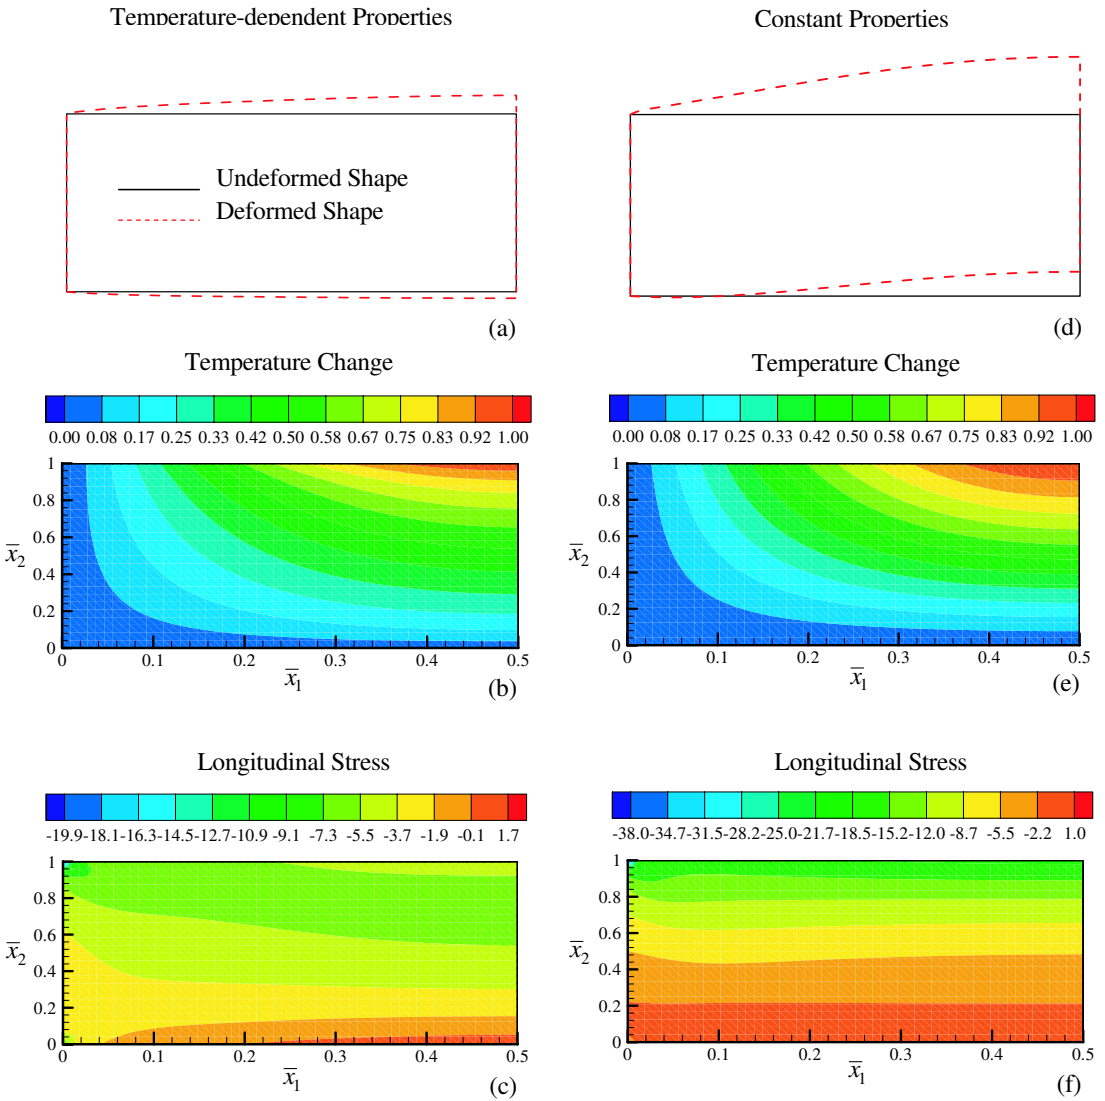 Temperature-dependent Properties
Constant Properties
Undeformed Shape
Deformed Shape
(a)
(d)
Temperature Change
0.00 0.08 0.17 0.25 0.33 0.42 0.50 0.58 0.67 0.75 0.83 0.92 1.00
1
0.8
0.6
0.4
0.2
0
x̅2
0 0.1 0.3 0.4 0.5
x̅1
(b)
Temperature Change
0.00 0.08 0.17 0.25 0.33 0.42 0.50 0.58 0.67 0.75 0.83 0.92 1.00
1
0.8
0.6
0.4
0.2
0
x̅2
0 0.1 0.2 0.3 0.4 0.5
x̅1
(e)
Longitudinal Stress
-19.9-18.1-16.3-14.5-12.7-10.9 -9.1 -7.3 -5.5 -3.7 -1.9 -0.1 1.7
1
0.8
0.6
0.4
0.2
0
x̅2
0 0.1 0.2 0.3 0.4 0.5
x̅1
(c)
Longitudinal Stress
-38.0-34.7-31.5-28.2-25.0-21.7-18.5-15.2-12.0 -8.7 -5.5 -2.2 1.0
1
0.8
0.6
0.4
0.2
0
x̅2
0 0.1 0.2 0.3 0.4 0.5
x̅1
(f)